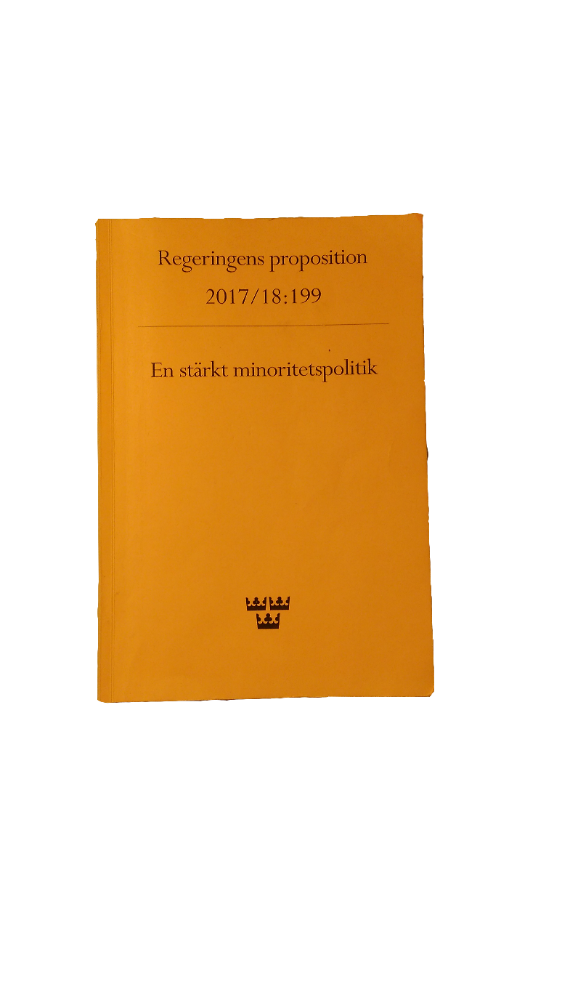 Regeringens proposition
2017/18:199
En stärkt minoritetspolitik